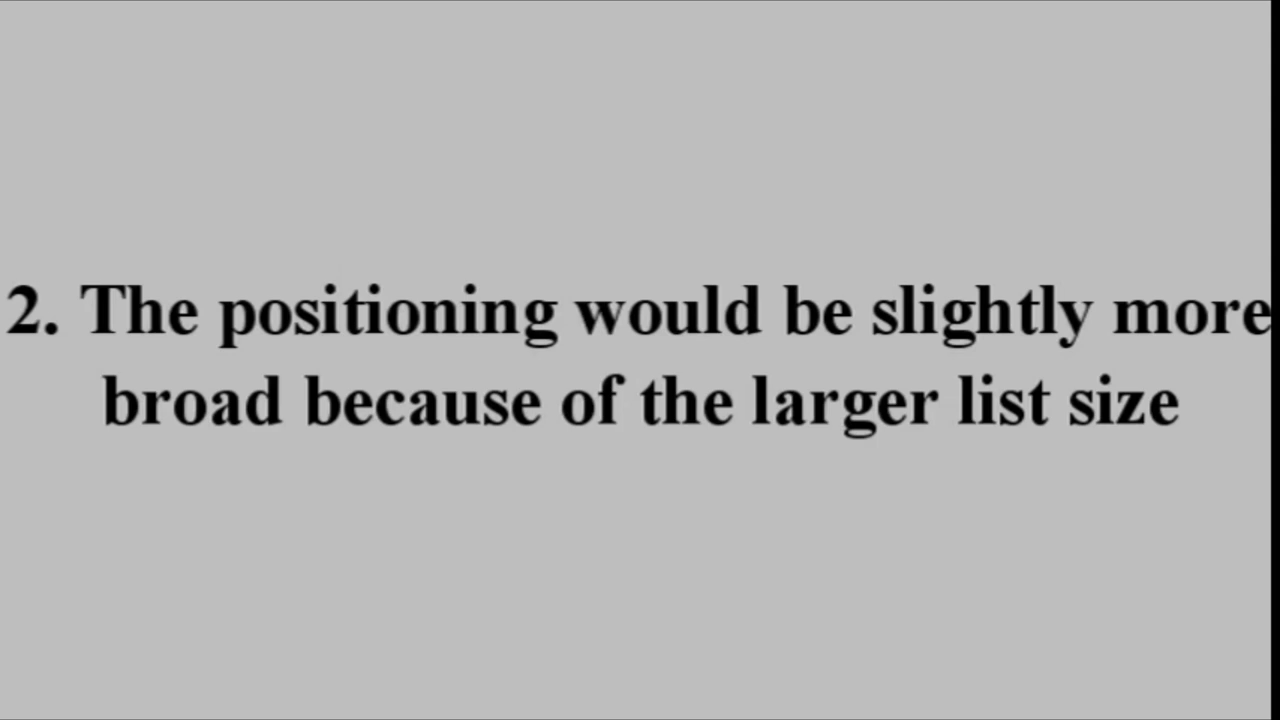 2. The positioning would be slightly more
broad because of the larger list size